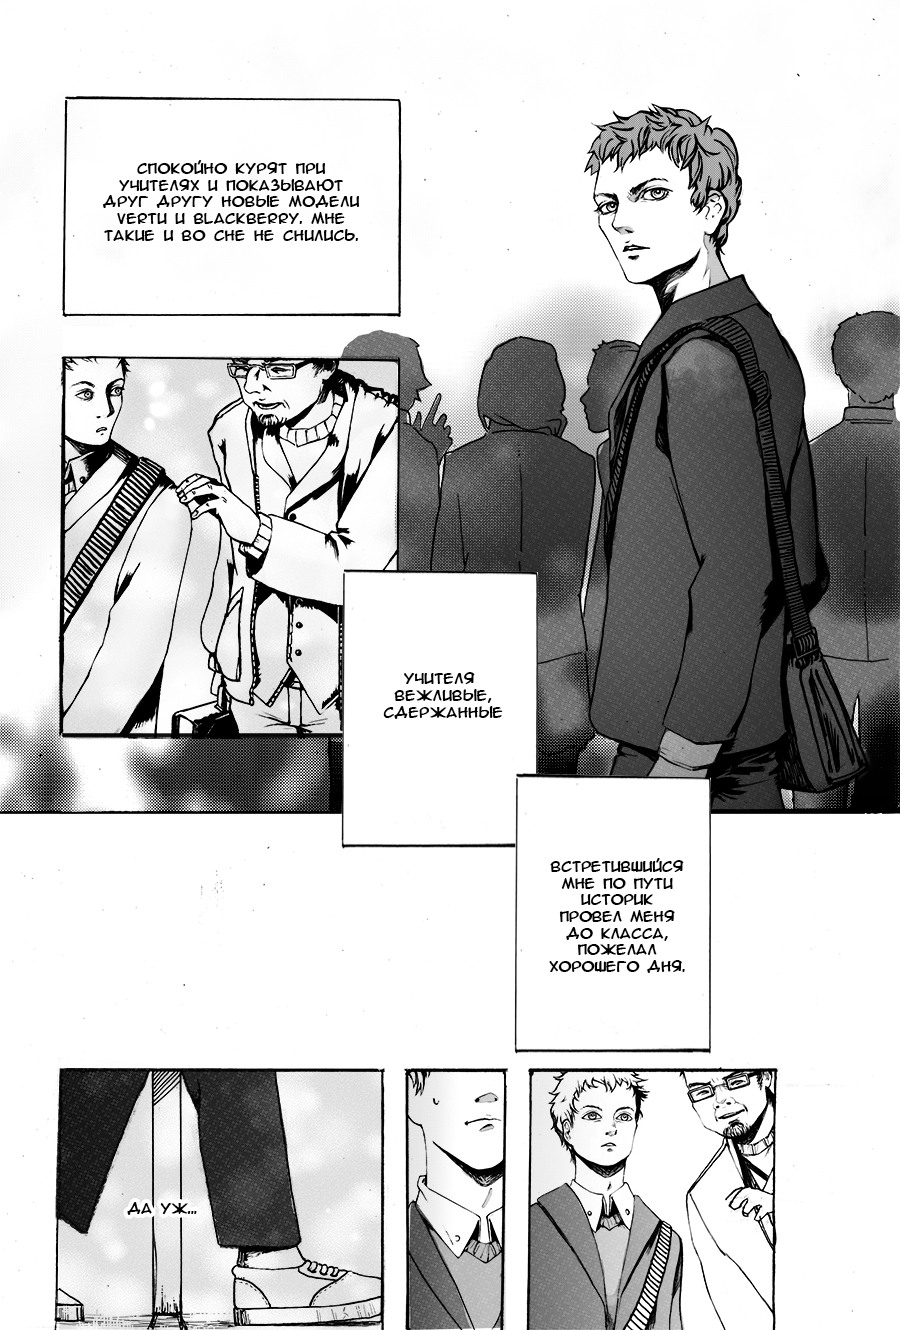 СПОКОЙНО КУРЯТ ПРИ
УЧИТЕЛЯХ И ПОКАЗЫВАЮТ
ДРУГ ДРУГУ НОВЫЕ МОДЕЛИ
VERTU И BLACKBERRY. МНЕ
ТАКИЕ И ВО СНЕ НЕ СНИЛИСЬ.
УЧИТЕЛЯ
ВЕЖЛИВЫЕ,
СДЕРЖАННЫЕ
ВСТРЕТИВШИЙСЯ
МНЕ ПО ПУТИ
ИСТОРИК
ПРОВЕЛ МЕНЯ
ДО КЛАССА,
ПОЖЕЛАЛ
ХОРОШЕГО ДНЯ.
ДА УЖ...